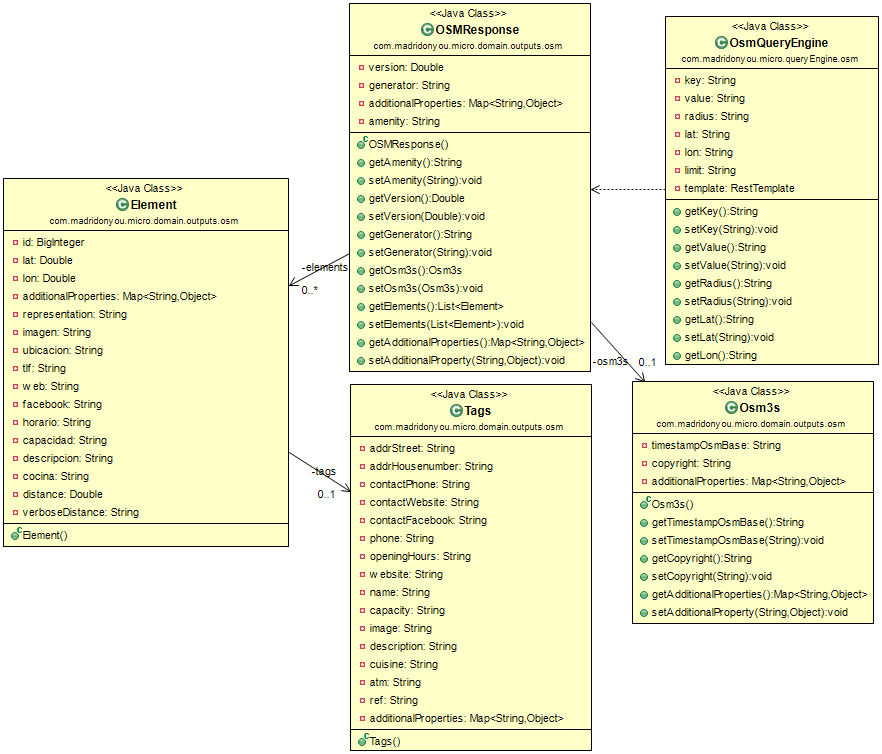 <<Java Class>>
OSMResponse
com.madridonyou.micro.domain.outputs.osm
version: Double
generator: String
additionalProperties: Map<String,Object>
amenity: String
OSMResponse()
getAmenity():String
setAmenity(String):void
getVersion():Double
setVersion(Double):void
getGenerator():String
setGenerator(String):void
getOsm3s():Osm3s
setOsm3s(Osm3s):void
getElements():List<Element>
setElements(List<Element>):void
getAdditionalProperties():Map<String,Object>
setAdditionalProperty(String,Object):void
<<Java Class>>
OsmQueryEngine
com.madridonyou.micro.queryEngine.osm
key: String
value: String
radius: String
lat: String
lon: String
limit: String
template: RestTemplate
getKey():String
setKey(String):void
getValue():String
setValue(String):void
getRadius():String
setRadius(String):void
getLat():String
setLat(String):void
getLon():String
<<Java Class>>
Element
com.madridonyou.micro.domain.outputs.osm
id: BigInteger
lat: Double
lon: Double
additionalProperties: Map<String,Object>
representation: String
imagen: String
ubicacion: String
tlf: String
web: String
facebook: String
horario: String
capacidad: String
descripcion: String
cocina: String
distance: Double
verboseDistance: String
Element()
-elements
0..*
-osm3s
0..1
-tags
0..1
<<Java Class>>
Tags
com.madridonyou.micro.domain.outputs.osm
addrStreet: String
addrHousenumber: String
contactPhone: String
contactWebsite: String
contactFacebook: String
phone: String
openingHours: String
website: String
name: String
capacity: String
image: String
description: String
cuisine: String
atm: String
ref: String
additionalProperties: Map<String,Object>
Tags()
<<Java Class>>
Osm3s
com.madridonyou.micro.domain.outputs.osm
timestampOsmBase: String
copyright: String
additionalProperties: Map<String,Object>
Osm3s()
getTimestampOsmBase():String
setTimestampOsmBase(String):void
getCopyright():String
setCopyright(String):void
getAdditionalProperties():Map<String,Object>
setAdditionalProperty(String,Object):void